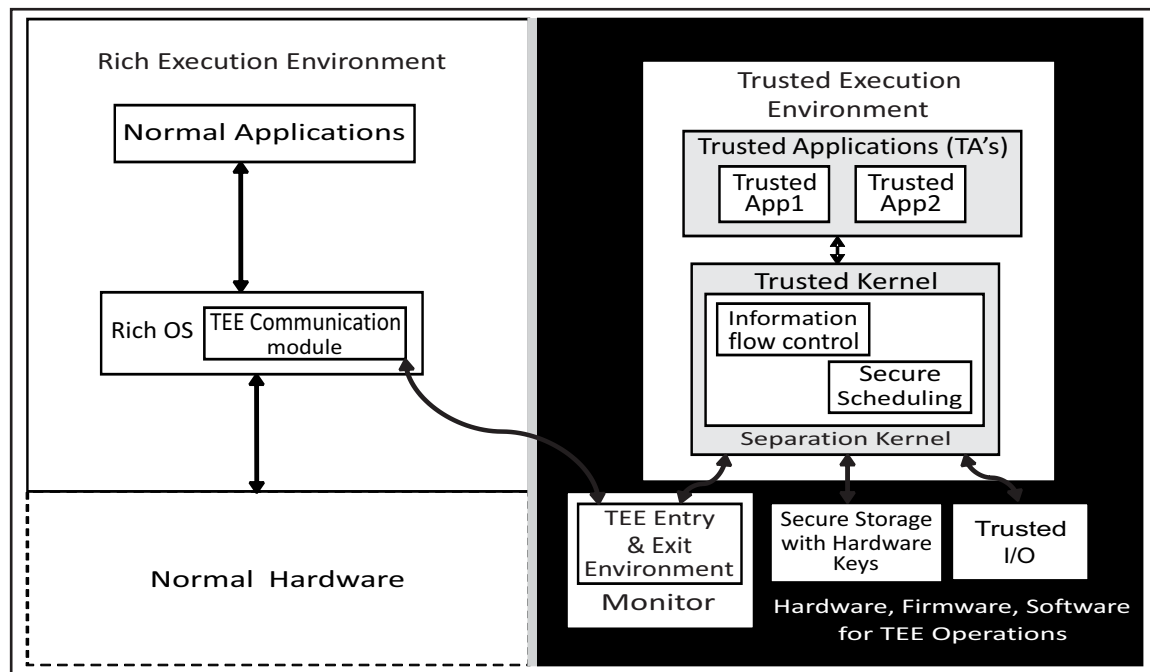 Rich Execution Environment
Normal Applications
Rich OS
TEE Communication
module
Normal Hardware
Trusted Execution
Environment
Trusted Applications (TA's)
Trusted
App1
Trusted
App2
Trusted Kernel
Information
flow control
Secure
Scheduling
Separation Kernel
TEE Entry
& Exit
Environment
Monitor
Secure Storage
with Hardware
Keys
Trusted
I/O
Hardware, Firmware, Software
for TEE Operations